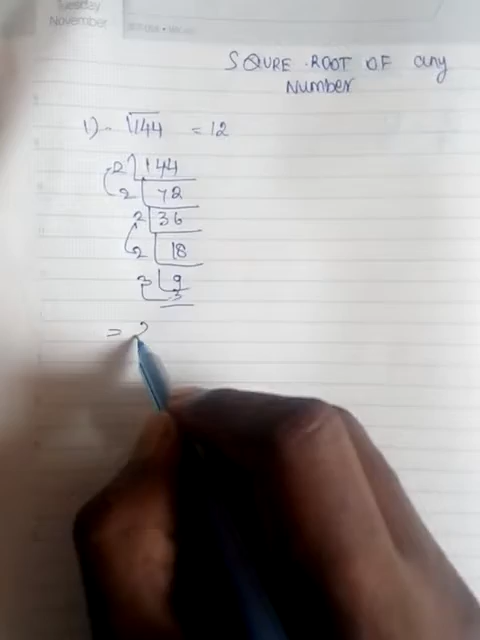 Tuesday
November
SQURE ROOT OF any
Number
1) - √144 = 12
2 144
2 72
2 36
2 18
3 9
3
= 2